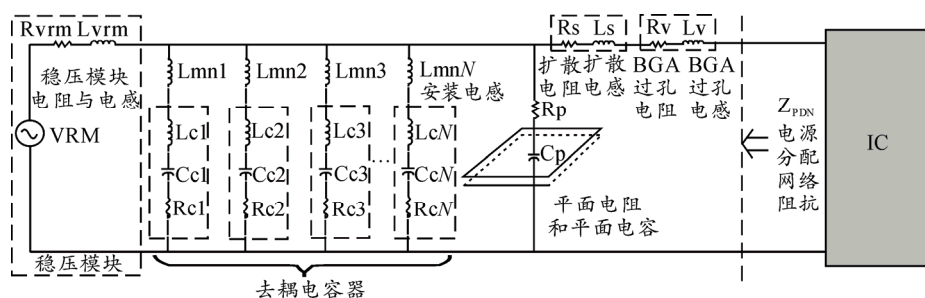 Rvrm Lvrm
稳压模块
电阻与电感
VRM
稳压模块
Lmn1
Lmn2
Lmn3
LmnN
安装电感
Lc1
Lc2
Lc3
LcN
Cc1
Cc2
Cc3
CcN
Rc1
Rc2
Rc3
RcN
......
去耦电容器
Rs Ls
扩散扩散
电阻电感
Rv Lv
BGA BGA
过孔 过孔
电阻 电感
Rp
Cp
平面电阻
和平面电容
ZPDN
电源
分配
网络
阻抗
IC